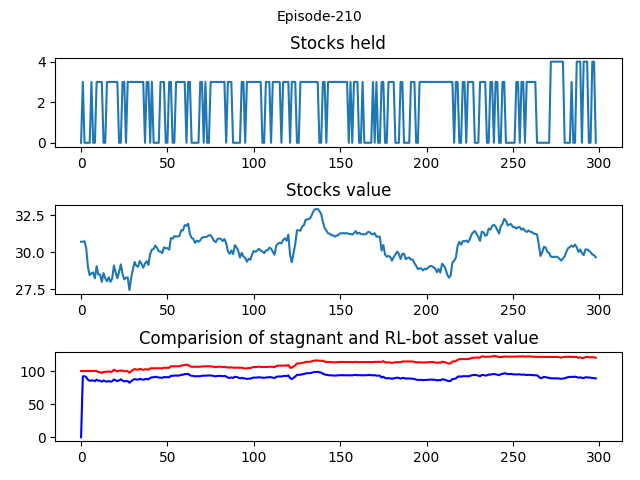 Episode-210
Stocks held
4
2
0
0 50 100 150 200 250 300
Stocks value
32.5
30.0
27.5
0 50 100 150 200 250 300
Comparision of stagnant and RL-bot asset value
100
50
0
0 50 100 150 200 250 300